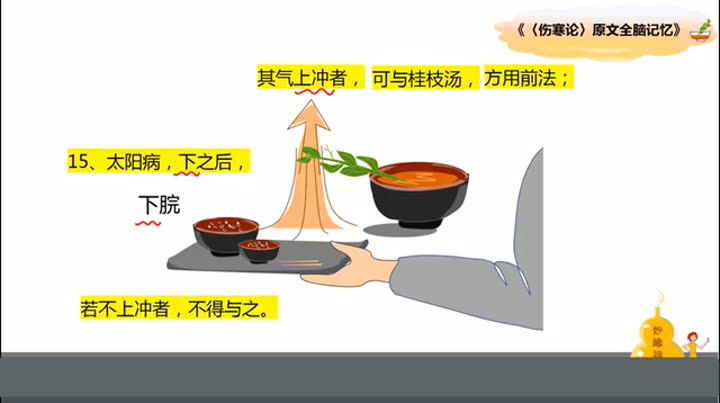 《〈伤寒论〉原文全脑记忆》
其气上冲者，可与桂枝汤，方用前法；
15、太阳病，下之后，
下脘
若不上冲者，不得与之。